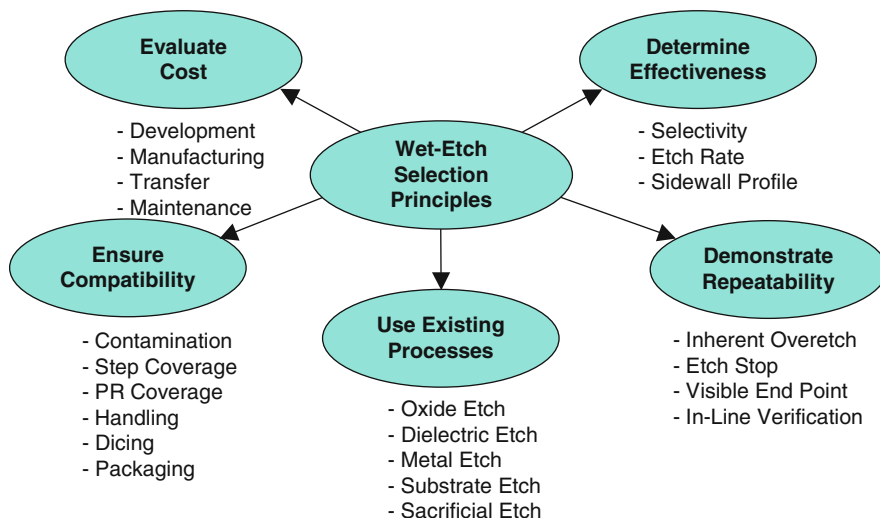 Evaluate
Cost
- Development
- Manufacturing
- Transfer
- Maintenance
Determine
Effectiveness
- Selectivity
- Etch Rate
- Sidewall Profile
Wet-Etch
Selection
Principles
Ensure
Compatibility
- Contamination
- Step Coverage
- PR Coverage
- Handling
- Dicing
- Packaging
Use Existing
Processes
- Oxide Etch
- Dielectric Etch
- Metal Etch
- Substrate Etch
- Sacrificial Etch
Demonstrate
Repeatability
- Inherent Overetch
- Etch Stop
- Visible End Point
- In-Line Verification